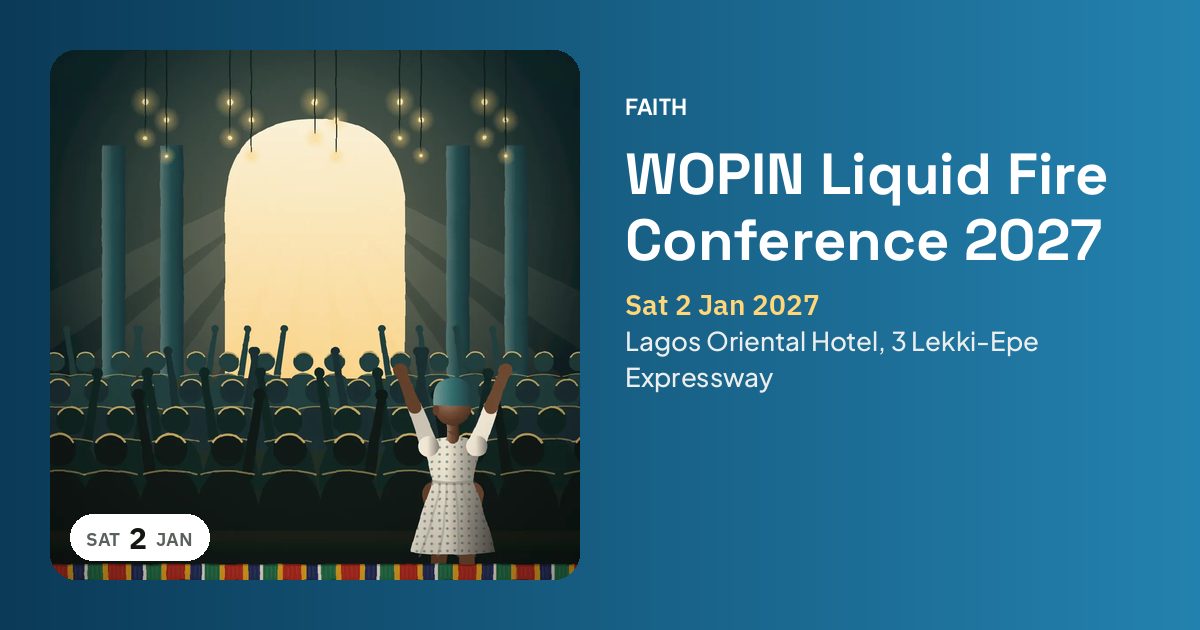 FAITH
WOPIN Liquid Fire
Conference 2027
Sat 2 Jan 2027
Lagos Oriental Hotel, 3 Lekki-Epe
Expressway
SAT 2 JAN